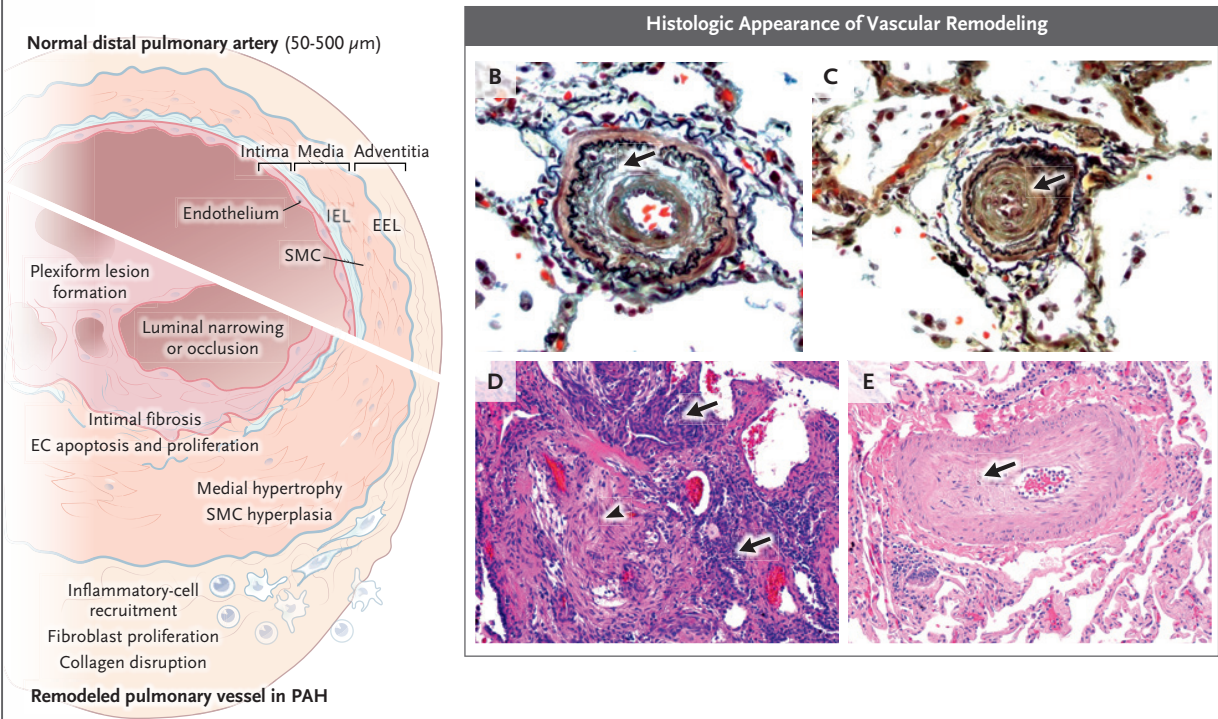 Normal distal pulmonary artery (50-500 μm)
Intima Media Adventitia
Endothelium
IEL
EEL
SMC
Plexiform lesion
formation
Luminal narrowing
or occlusion
Intimal fibrosis
EC apoptosis and proliferation
Medial hypertrophy
SMC hyperplasia
Inflammatory-cell
recruitment
Fibroblast proliferation
Collagen disruption
Remodeled pulmonary vessel in PAH
Histologic Appearance of Vascular Remodeling
B
C
D
E